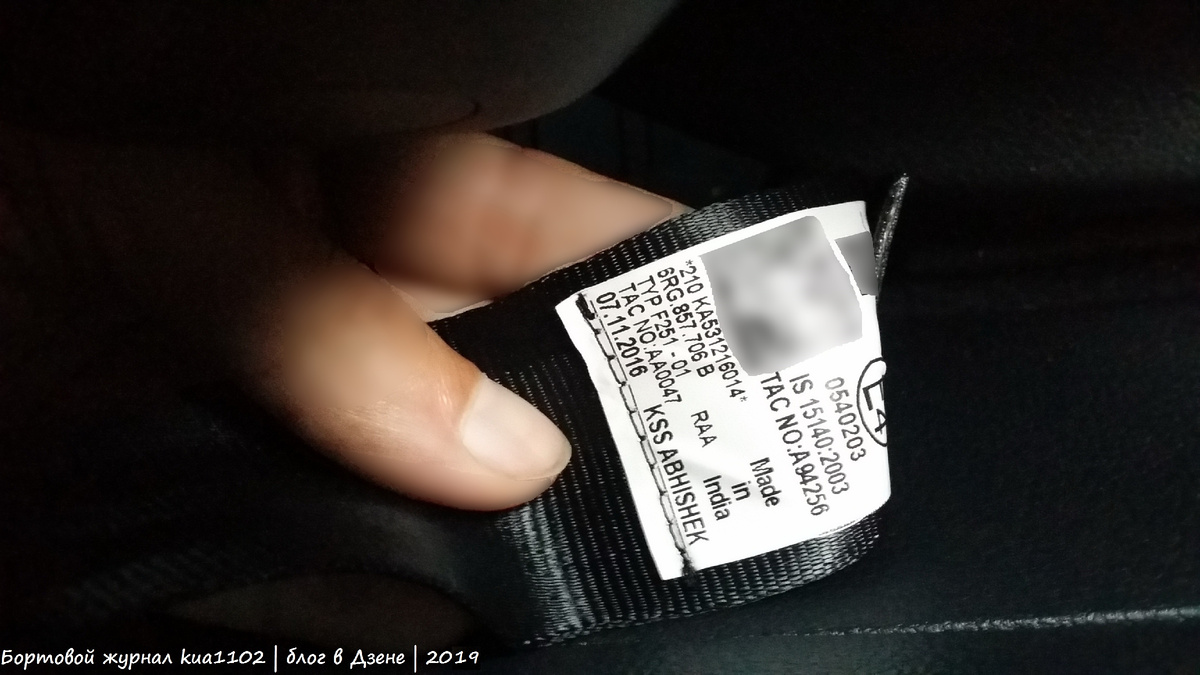 *210 KA531216014*
6RG.857.706 B
TYP F251 - 01 RAA
TAC NO:AA0047
07.11.2016 KSS ABHISHEK
Made
in
India
E4
0540203
IS 15140:2003
TAC NO:A94256
Бортовой журнал kua1102 | блог в Дзене | 2019